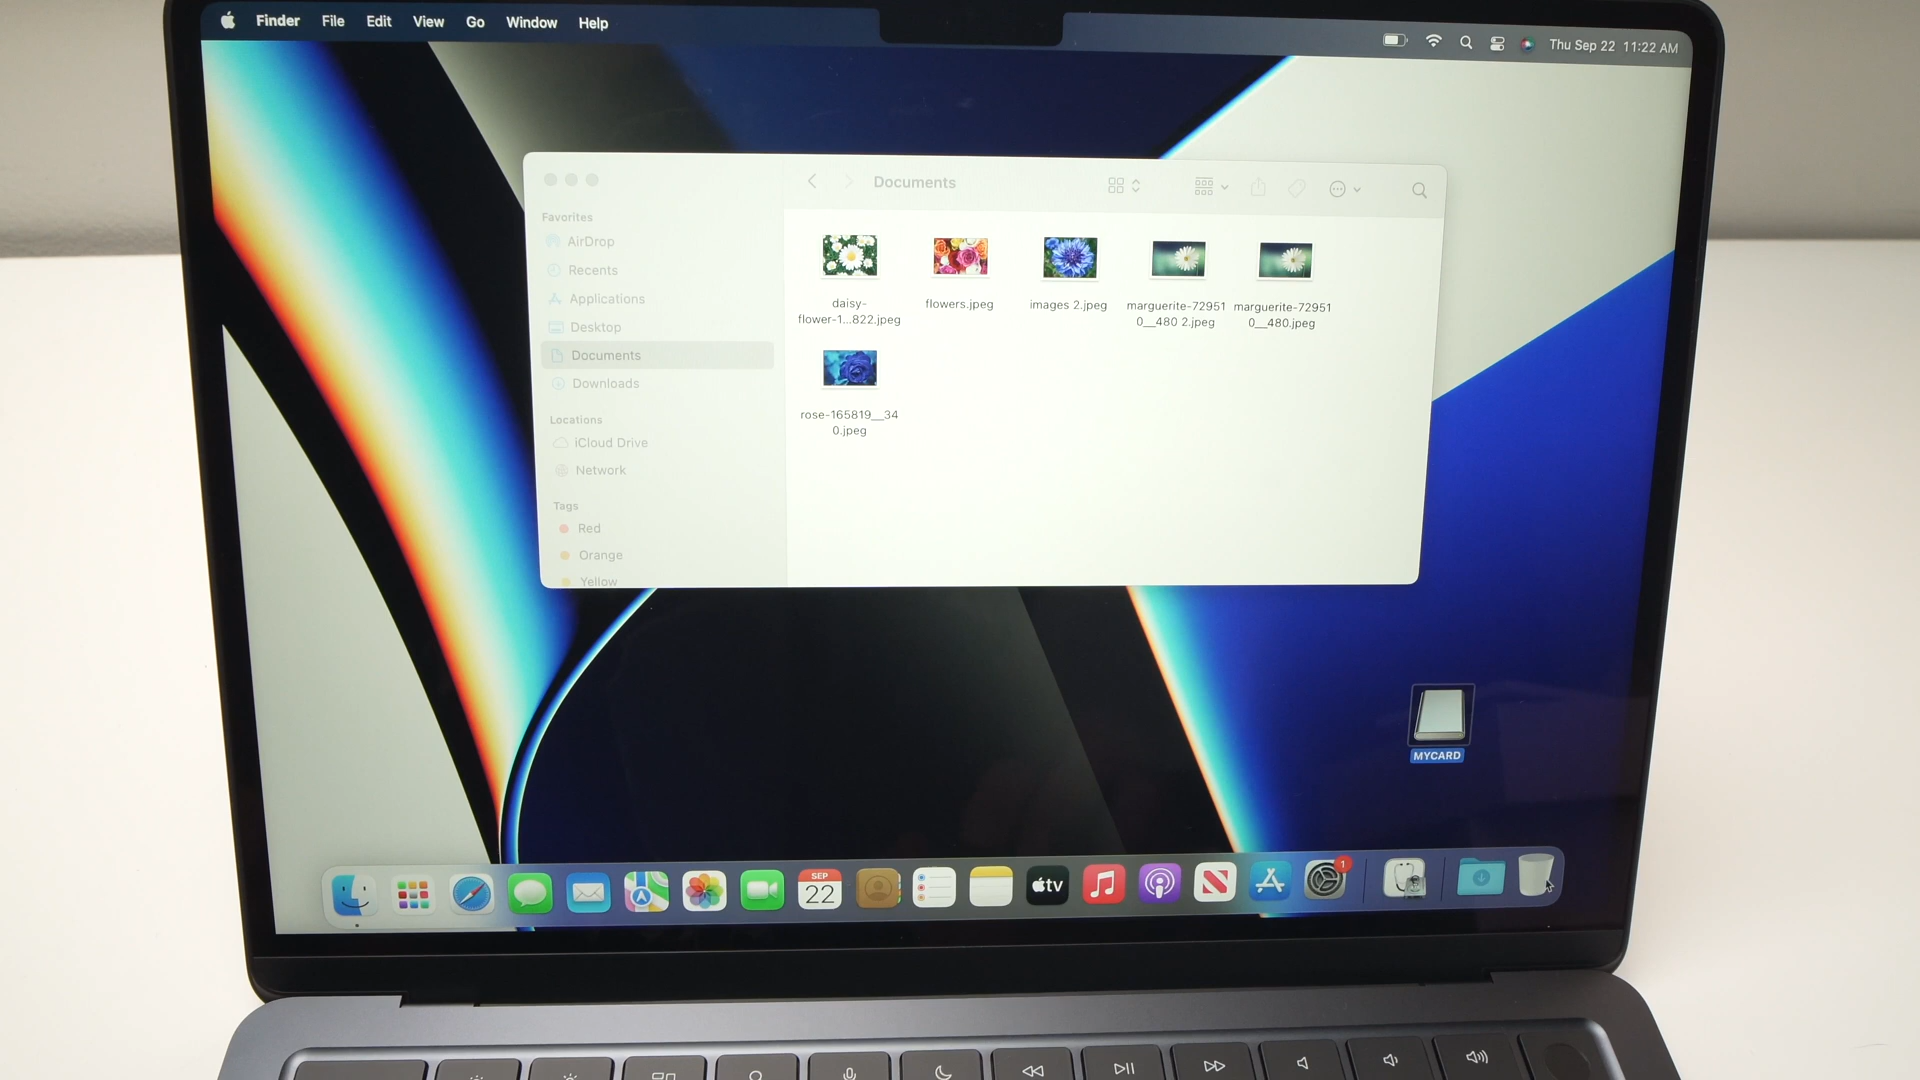 Finder File Edit View Go Window Help
Thu Sep 22 11:22 AM
Documents
Favorites
AirDrop
Recents
Applications
Desktop
Documents
Downloads
Locations
iCloud Drive
Network
Tags
Red
Orange
Yellow
daisy-
flower-1...822.jpeg
flowers.jpeg
images 2.jpeg
marguerite-72951
0__480 2.jpeg
marguerite-72951
0__480.jpeg
rose-165819__34
0.jpeg
MYCARD
SEP
22
tv
1